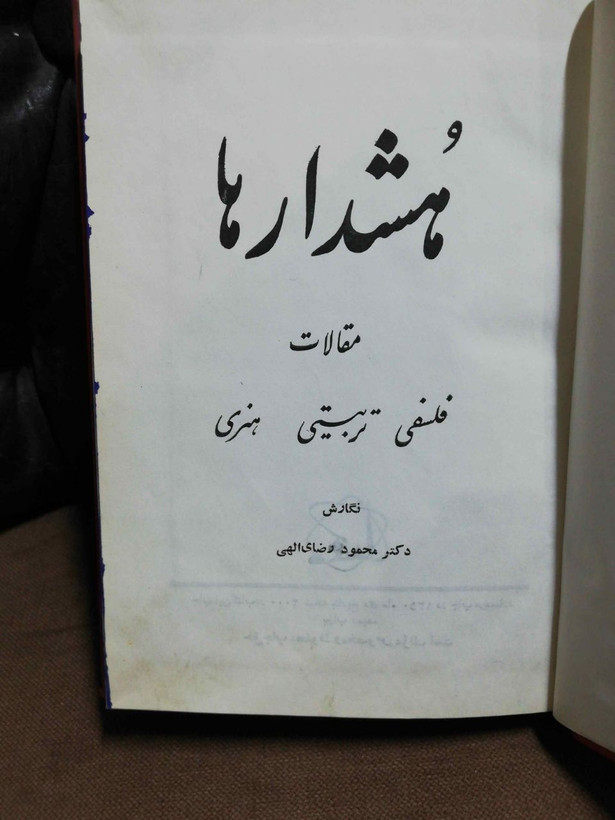 هُشدارها
مقالات
فلسفی تربیتی هنری
نگارش
دکتر محمود رضای‌الهی